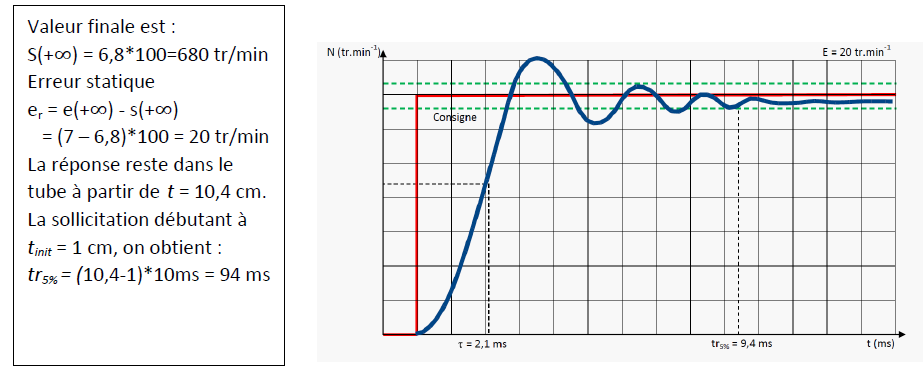 Valeur finale est :
S(+∞) = 6,8*100=680 tr/min
Erreur statique
er = e(+∞) - s(+∞)
= (7 – 6,8)*100 = 20 tr/min
La réponse reste dans le
tube à partir de t = 10,4 cm.
La sollicitation débutant à
tinit = 1 cm, on obtient :
tr5% = (10,4-1)*10ms = 94 ms
N (tr.min-1)
E = 20 tr.min-1
Consigne
τ = 2,1 ms
tr5% = 9,4 ms
t (ms)